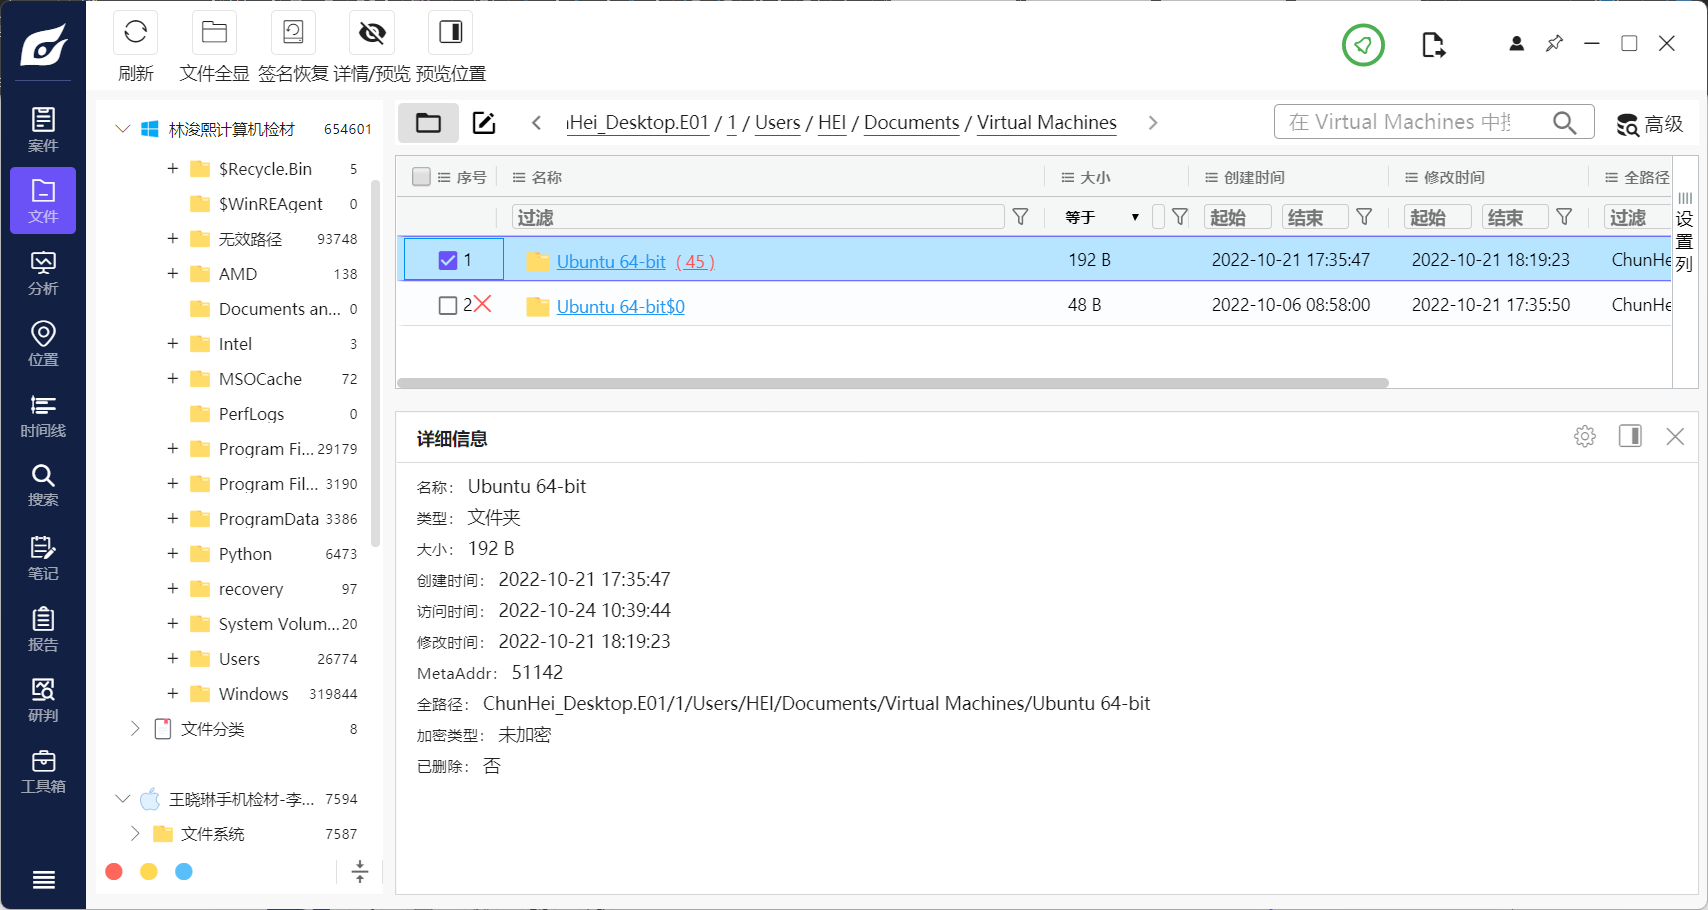 刷新
文件全显
签名恢复
详情/预览
预览位置
案件
文件
分析
位置
时间线
搜索
笔记
报告
研判
工具箱
林浚熙计算机检材 654601
+ $Recycle.Bin 5
$WinREAgent 0
+ 无效路径 93748
+ AMD 138
Documents an... 0
+ Intel 3
+ MSOCache 72
PerfLogs 0
+ Program Fi... 29179
+ Program Fil... 3190
+ ProgramData 3386
+ Python 6473
+ recovery 97
+ System Volum... 20
+ Users 26774
+ Windows 319844
文件分类 8
王晓琳手机检材-李... 7594
文件系统 7587
Hei_Desktop.E01 / 1 / Users / HEI / Documents / Virtual Machines
在 Virtual Machines 中搜
高级
序号 名称 大小 创建时间 修改时间 全路径
过滤 等于 起始 结束 起始 结束 过滤
1 Ubuntu 64-bit ( 45 ) 192 B 2022-10-21 17:35:47 2022-10-21 18:19:23 ChunHe
2 Ubuntu 64-bit$0 48 B 2022-10-06 08:58:00 2022-10-21 17:35:50 ChunHe
设置列
详细信息
名称: Ubuntu 64-bit
类型: 文件夹
大小: 192 B
创建时间: 2022-10-21 17:35:47
访问时间: 2022-10-24 10:39:44
修改时间: 2022-10-21 18:19:23
MetaAddr: 51142
全路径: ChunHei_Desktop.E01/1/Users/HEI/Documents/Virtual Machines/Ubuntu 64-bit
加密类型: 未加密
已删除: 否